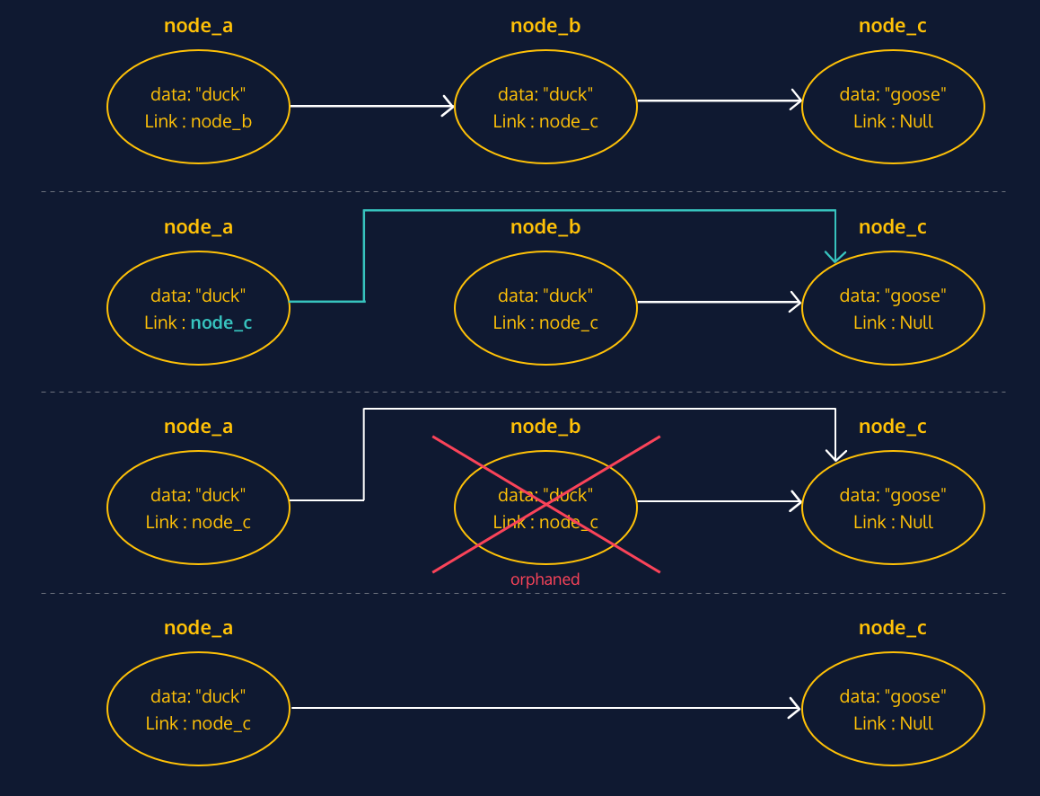 node_a node_b node_c
data: "duck" data: "duck" data: "goose"
Link : node_b Link : node_c Link : Null
node_a node_b node_c
data: "duck" data: "duck" data: "goose"
Link : node_c Link : node_c Link : Null
node_a node_b node_c
data: "duck" data: "duck" data: "goose"
Link : node_c Link : node_c Link : Null
orphaned
node_a node_c
data: "duck" data: "goose"
Link : node_c Link : Null